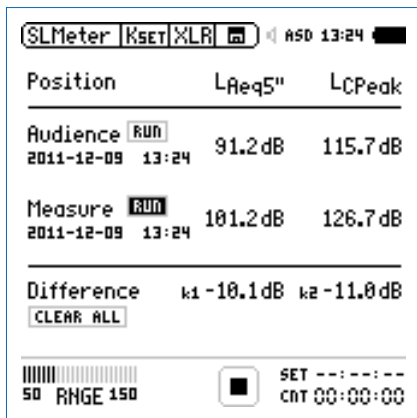 SLMeter KSET XLR ASD 13:24
Position LAeq5" LCPeak
Audience RUN 91.2dB 115.7dB
2011-12-09 13:24
Measure RUN 101.2dB 126.7dB
2011-12-09 13:24
Difference k1 -10.1dB k2 -11.0dB
CLEAR ALL
SET --:--:--
50 RNGE 150 CNT 00:00:00